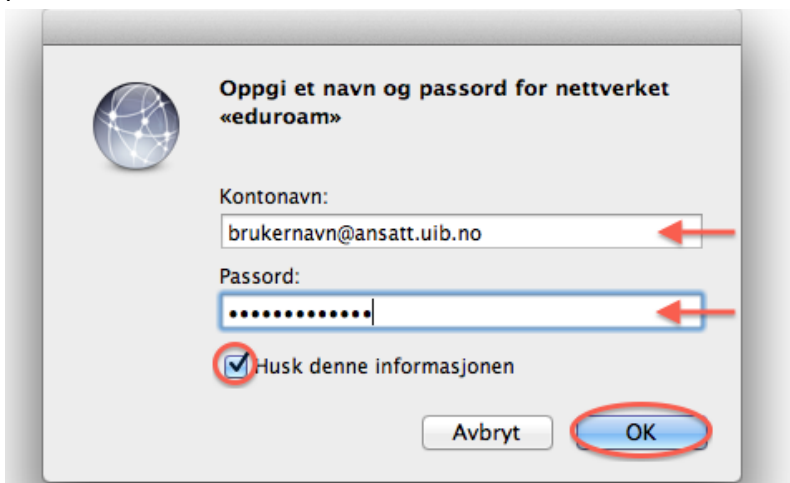 Oppgi et navn og passord for nettverket
«eduroam»
Kontonavn:
brukernavn@ansatt.uib.no
Passord:
•••••••••••••
Husk denne informasjonen
Avbryt OK